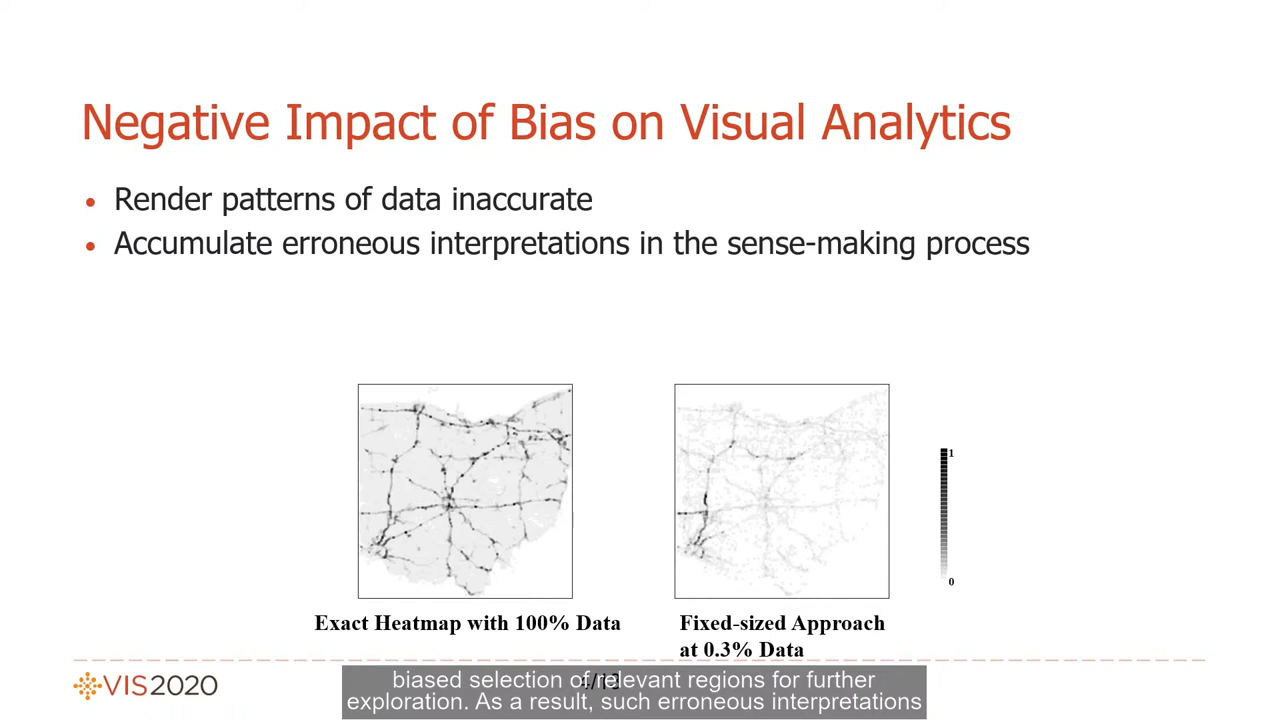 Negative Impact of Bias on Visual Analytics
• Render patterns of data inaccurate
• Accumulate erroneous interpretations in the sense-making process
1
0
Exact Heatmap with 100% Data
Fixed-sized Approach
at 0.3% Data
VIS2020
biased selection of relevant regions for further
exploration. As a result, such erroneous interpretations